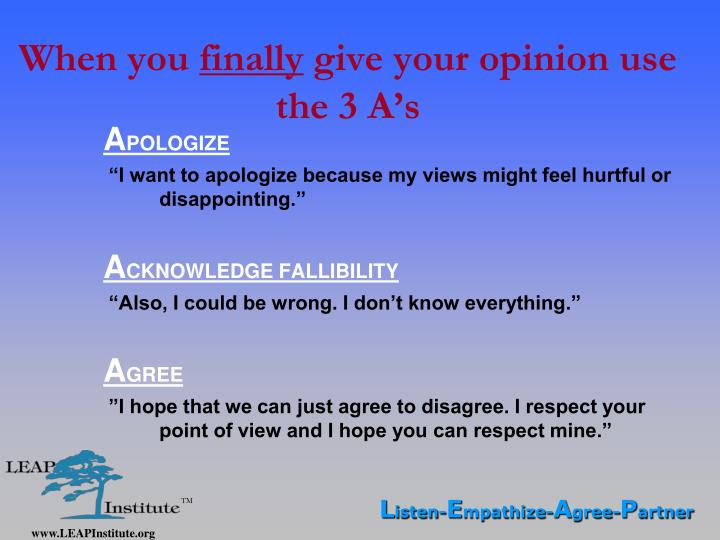 When you finally give your opinion use
the 3 A’s
APOLOGIZE
“I want to apologize because my views might feel hurtful or
disappointing.”
ACKNOWLEDGE FALLIBILITY
“Also, I could be wrong. I don’t know everything.”
AGREE
”I hope that we can just agree to disagree. I respect your
point of view and I hope you can respect mine.”
LEAP
Institute™
www.LEAPInstitute.org
Listen-Empathize-Agree-Partner